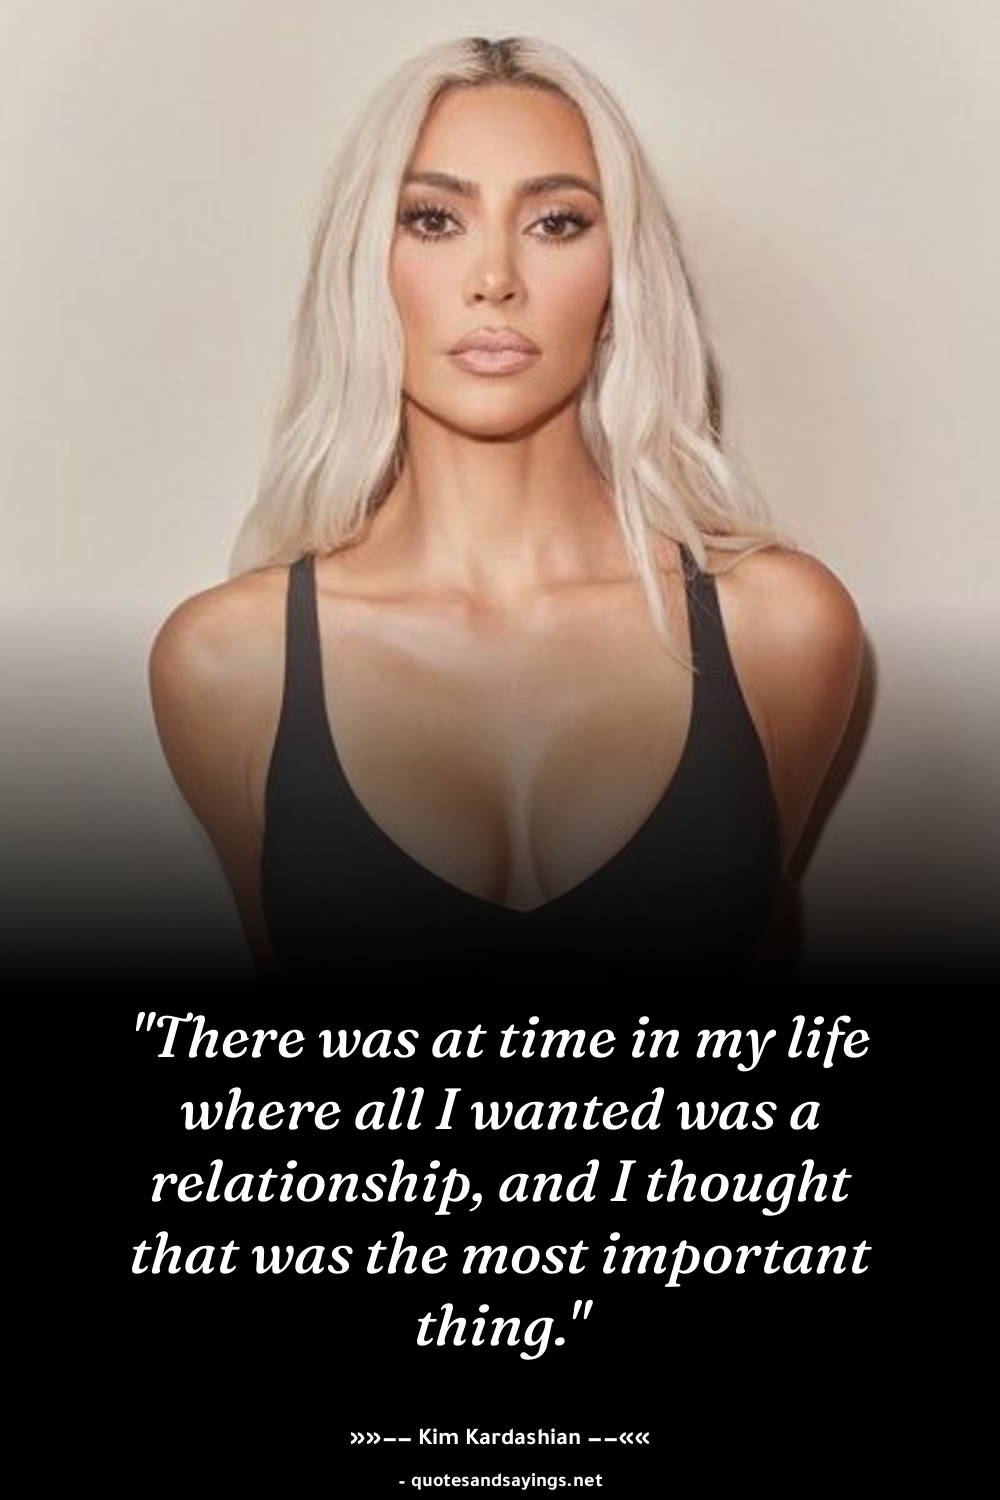 "There was at time in my life
where all I wanted was a
relationship, and I thought
that was the most important
thing."
»»−− Kim Kardashian −−««
- quotesandsayings.net